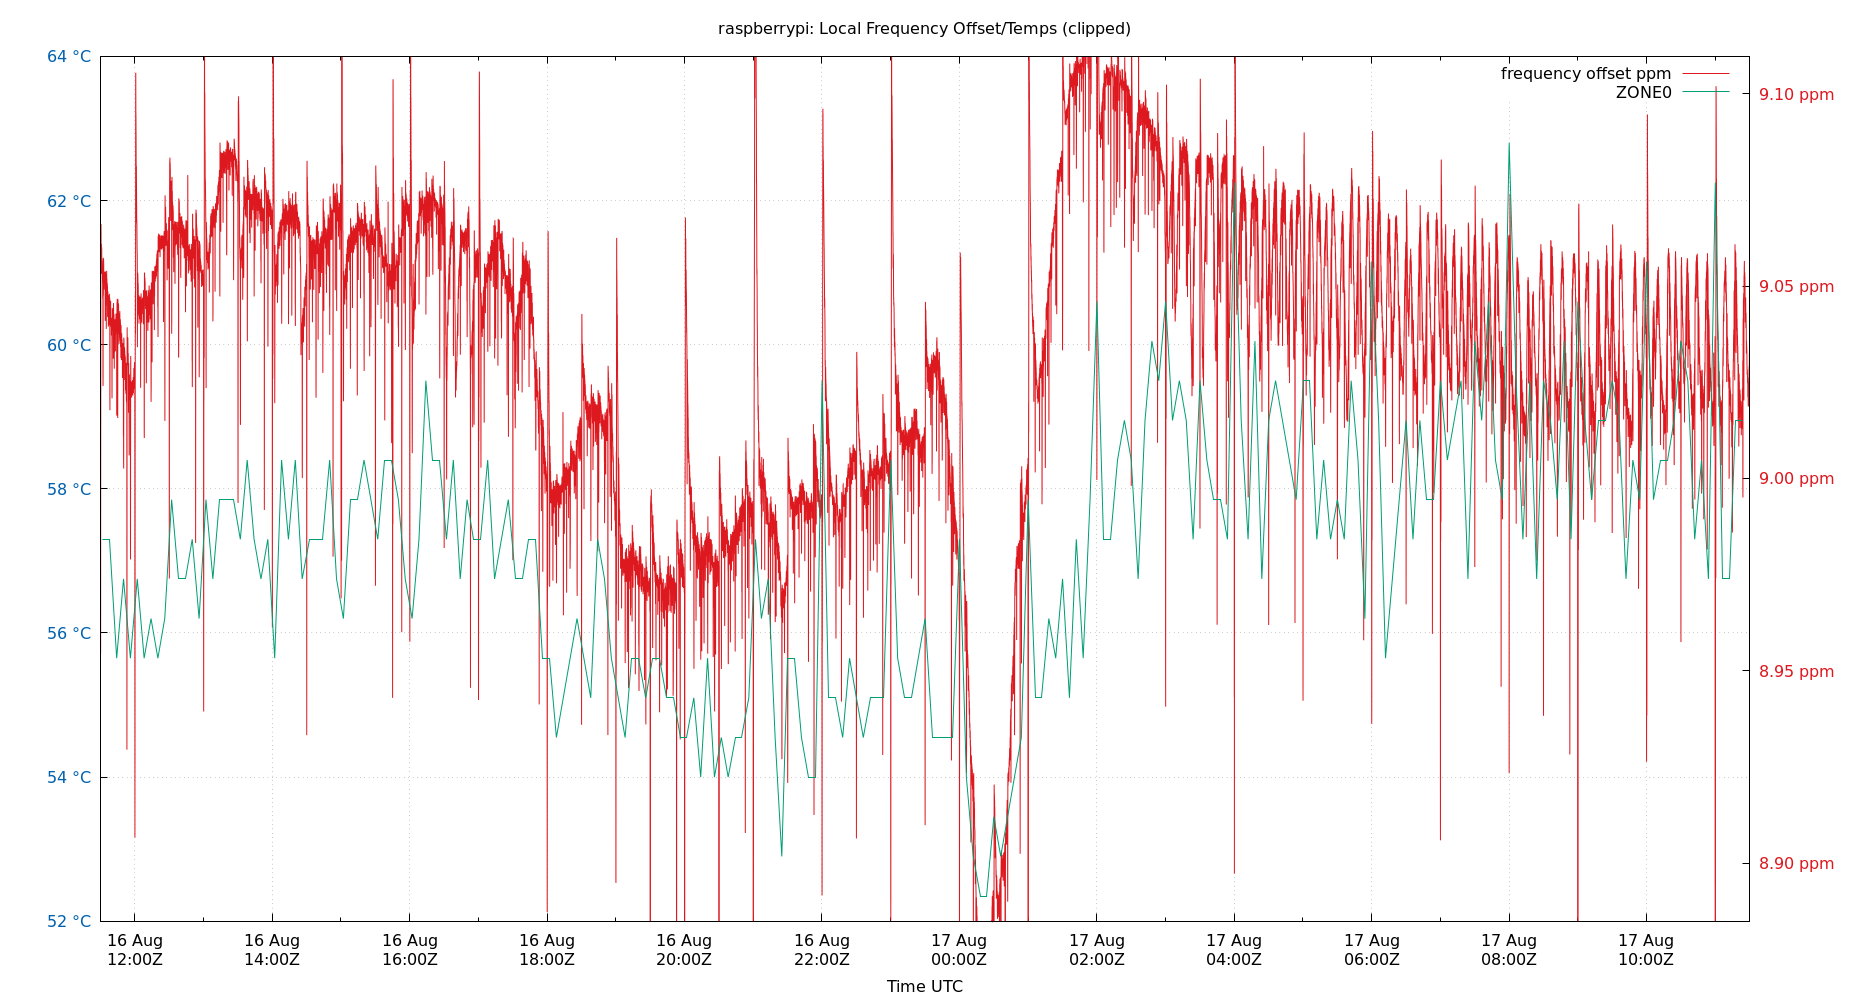 raspberrypi: Local Frequency Offset/Temps (clipped)
64 °C
62 °C
60 °C
58 °C
56 °C
54 °C
52 °C
frequency offset ppm
ZONE0
9.10 ppm
9.05 ppm
9.00 ppm
8.95 ppm
8.90 ppm
16 Aug
12:00Z
16 Aug
14:00Z
16 Aug
16:00Z
16 Aug
18:00Z
16 Aug
20:00Z
16 Aug
22:00Z
17 Aug
00:00Z
17 Aug
02:00Z
17 Aug
04:00Z
17 Aug
06:00Z
17 Aug
08:00Z
17 Aug
10:00Z
Time UTC